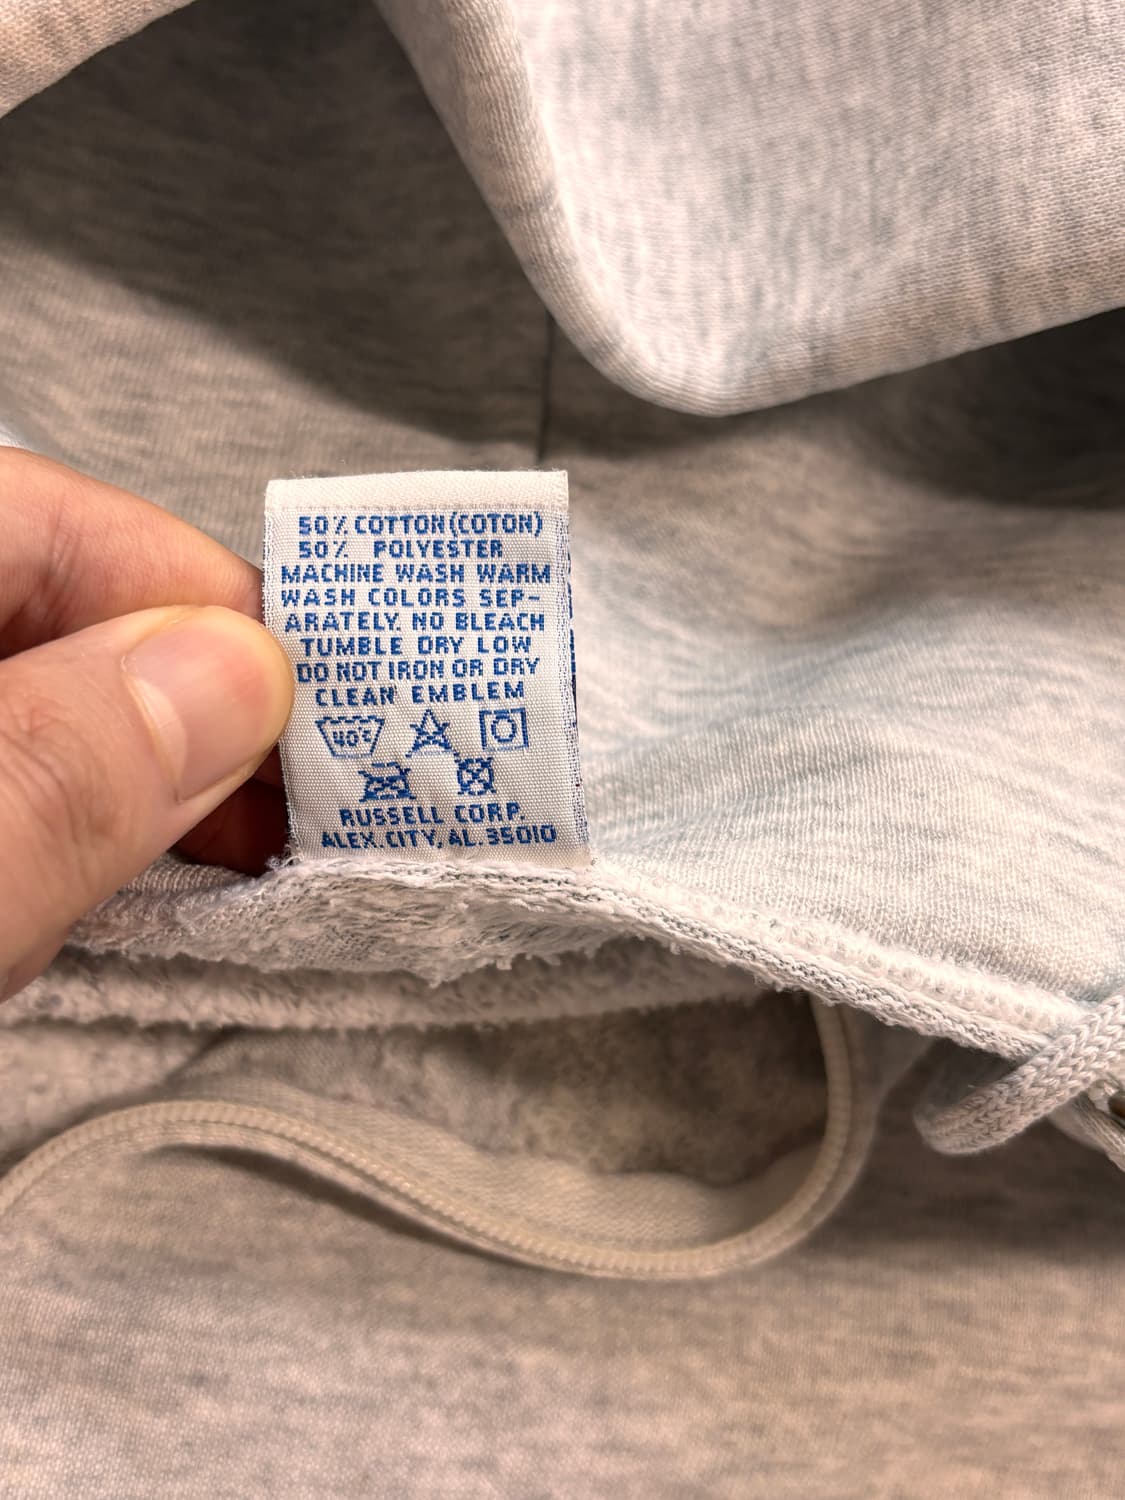 50% COTTON (COTON)
50% POLYESTER
MACHINE WASH WARM
WASH COLORS SEP-
ARATELY. NO BLEACH
TUMBLE DRY LOW
DO NOT IRON OR DRY
CLEAN EMBLEM
40°C
RUSSELL CORP.
ALEX. CITY, AL. 35010